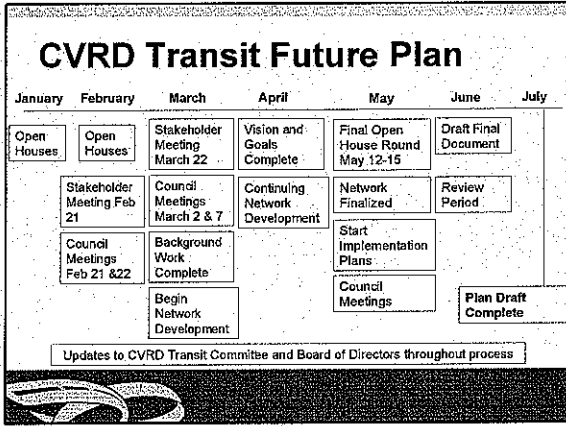 CVRD Transit Future Plan
January February March April May June July
Open
Houses
Open
Houses
Stakeholder
Meeting
March 22
Vision and
Goals
Complete
Final Open
House Round
May 12-15
Draft Final
Document
Stakeholder
Meeting Feb
21
Council
Meetings
March 2 & 7
Continuing
Network
Development
Network
Finalized
Review
Period
Council
Meetings
Feb 21 &22
Background
Work
Complete
Start
Implementation
Plans
Begin
Network
Development
Council
Meetings
Plan Draft
Complete
Updates to CVRD Transit Committee and Board of Directors throughout process